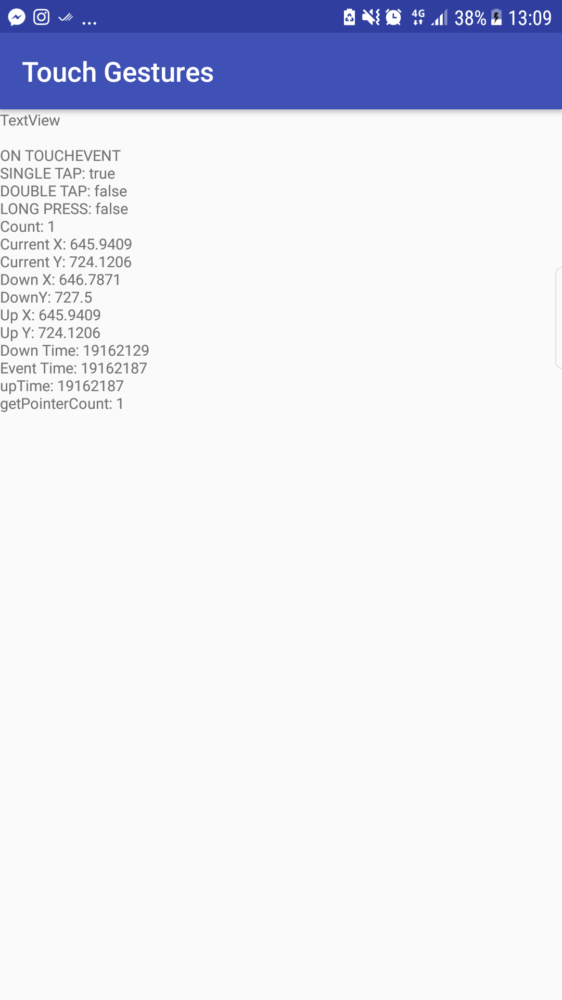 ... 4G 38% 13:09
Touch Gestures
TextView
ON TOUCHEVENT
SINGLE TAP: true
DOUBLE TAP: false
LONG PRESS: false
Count: 1
Current X: 645.9409
Current Y: 724.1206
Down X: 646.7871
DownY: 727.5
Up X: 645.9409
Up Y: 724.1206
Down Time: 19162129
Event Time: 19162187
upTime: 19162187
getPointerCount: 1